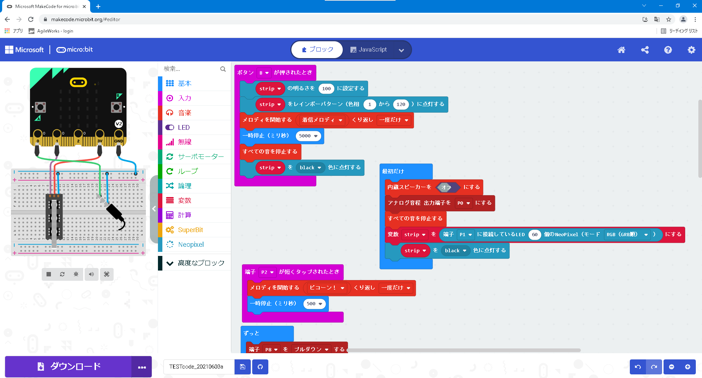 Microsoft MakeCode for micro:bit
makecode.microbit.org/#editor
アプリ
AgileWorks - login
リーディング リスト
Microsoft
micro:bit
ブロック
JavaScript
検索...
基本
入力
音楽
LED
無線
サーボモーター
ループ
論理
変数
計算
SuperBit
Neopixel
高度なブロック
ボタン B が押されたとき
strip の明るさを 100 に設定する
strip をレインボーパターン(色相 1 から 120 )に点灯する
メロディを開始する 着信メロディ くり返し 一度だけ
一時停止(ミリ秒) 5000
すべての音を停止する
strip を black 色に点灯する
最初だけ
内蔵スピーカーを オフ にする
アナログ音程 出力端子を P0 にする
すべての音を停止する
変数 strip を 端子 P1 に接続しているLED 60 個のNeoPixel(モード RGB(GRB順) ) にする
strip を black 色に点灯する
端子 P2 が短くタップされたとき
メロディを開始する ピコーン! くり返し 一度だけ
一時停止(ミリ秒) 500
ずっと
端子 P8 を プルダウン する
ダウンロード
TESTcode_20210603a